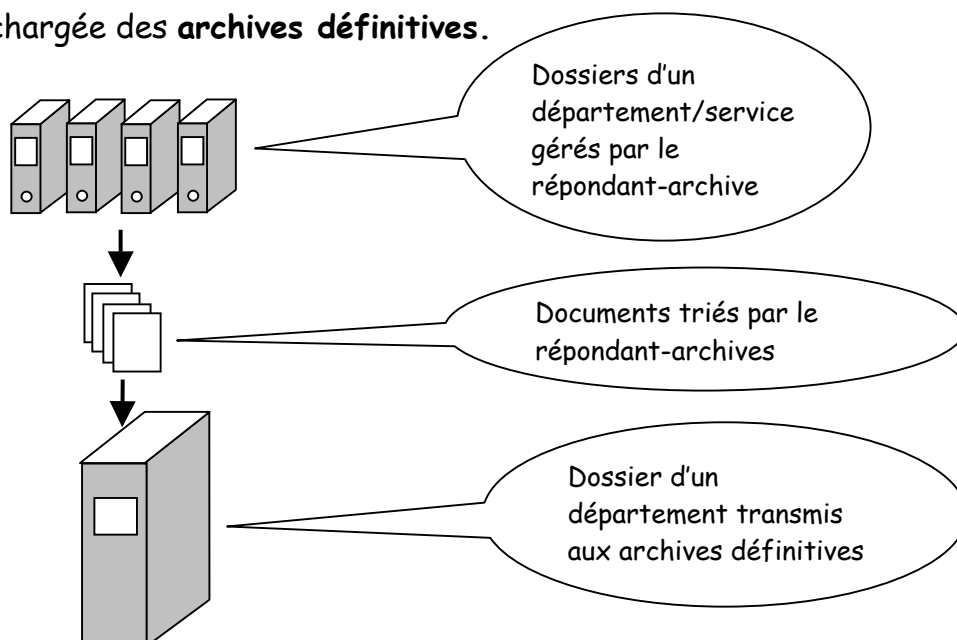 chargée des archives définitives.
Dossiers d'un
département/service
gérés par le
répondant-archive
Documents triés par le
répondant-archives
Dossier d'un
département transmis
aux archives définitives